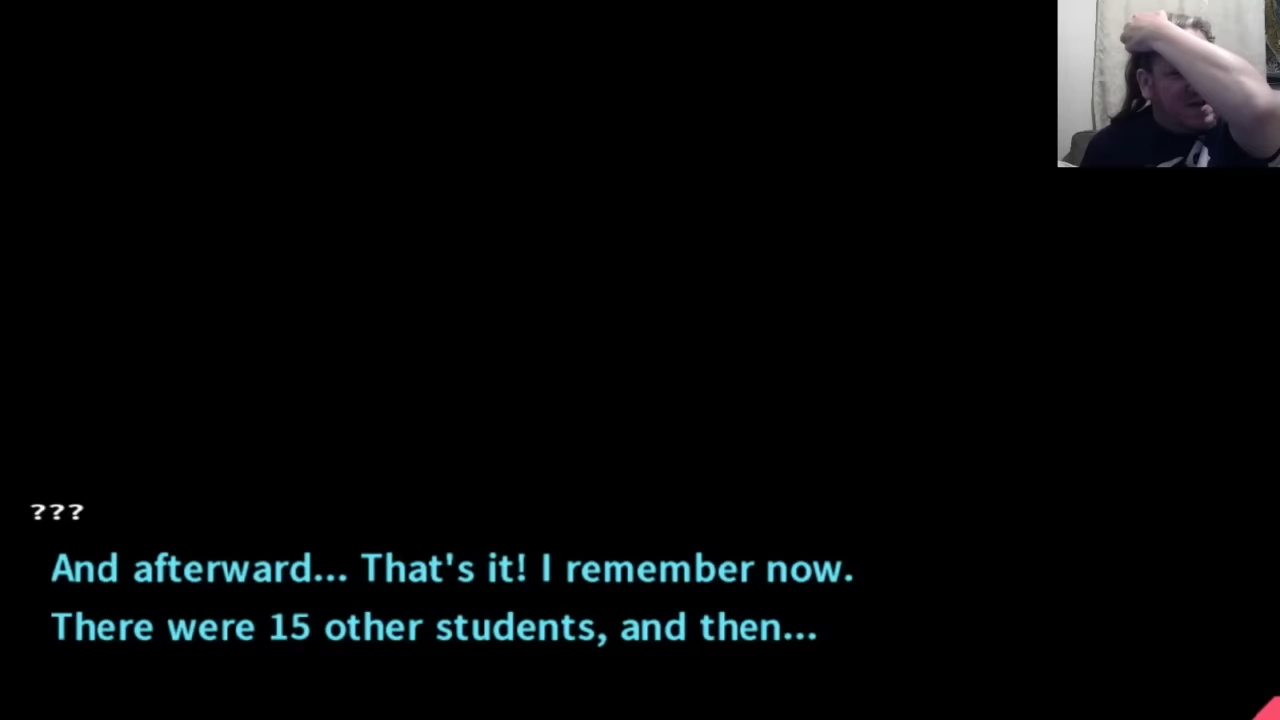 ???
And afterward... That's it! I remember now.
There were 15 other students, and then...